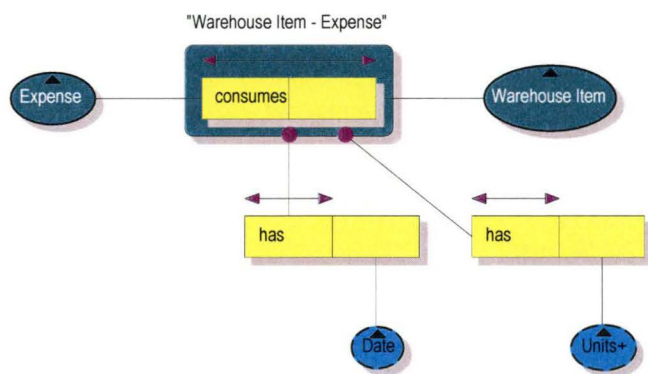 "Warehouse Item - Expense"
Expense
consumes
Warehouse Item
has
has
Date
Units+